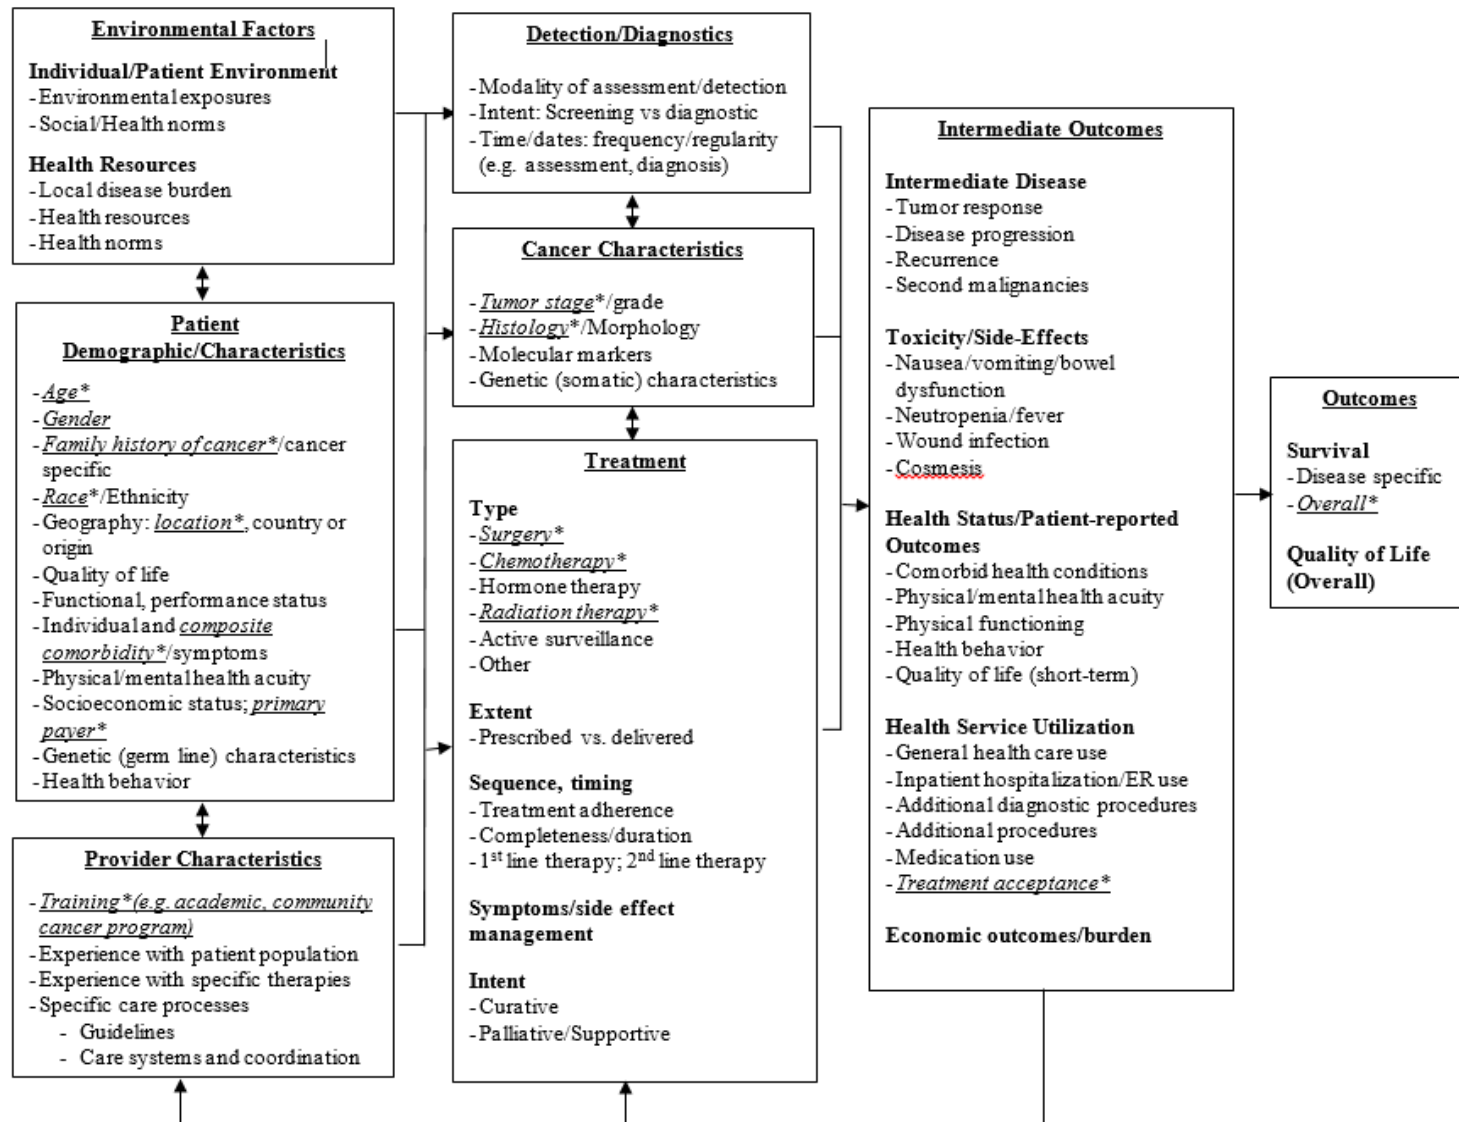 Environmental Factors
Individual/Patient Environment
-Environmental exposures
-Social/Health norms
Health Resources
-Local disease burden
-Health resources
-Health norms
Patient
Demographic/Characteristics
-Age*
-Gender
-Family history of cancer*/cancer
specific
-Race*/Ethnicity
-Geography: location*, country or
origin
-Quality of life
-Functional, performance status
-Individual and composite
comorbidity*/symptoms
-Physical/mental health acuity
-Socioeconomic status; primary
payer*
-Genetic (germ line) characteristics
-Health behavior
Provider Characteristics
-Training*(e.g. academic, community
cancer program)
-Experience with patient population
-Experience with specific therapies
-Specific care processes
- Guidelines
- Care systems and coordination
Detection/Diagnostics
-Modality of assessment/detection
-Intent: Screening vs diagnostic
-Time/dates: frequency/regularity
(e.g. assessment, diagnosis)
Cancer Characteristics
-Tumor stage*/grade
-Histology*/Morphology
-Molecular markers
-Genetic (somatic) characteristics
Treatment
Type
-Surgery*
-Chemotherapy*
-Hormone therapy
-Radiation therapy*
-Active surveillance
-Other
Extent
-Prescribed vs. delivered
Sequence, timing
-Treatment adherence
-Completeness/duration
-1st line therapy; 2nd line therapy
Symptoms/side effect
management
Intent
-Curative
-Palliative/Supportive
Intermediate Outcomes
Intermediate Disease
-Tumor response
-Disease progression
-Recurrence
-Second malignancies
Toxicity/Side-Effects
-Nausea/vomiting/bowel
dysfunction
-Neutropenia/fever
-Wound infection
-Cosmesis
Health Status/Patient-reported
Outcomes
-Comorbid health conditions
-Physical/mental health acuity
-Physical functioning
-Health behavior
-Quality of life (short-term)
Health Service Utilization
-General health care use
-Inpatient hospitalization/ER use
-Additional diagnostic procedures
-Additional procedures
-Medication use
-Treatment acceptance*
Economic outcomes/burden
Outcomes
Survival
-Disease specific
-Overall*
Quality of Life
(Overall)